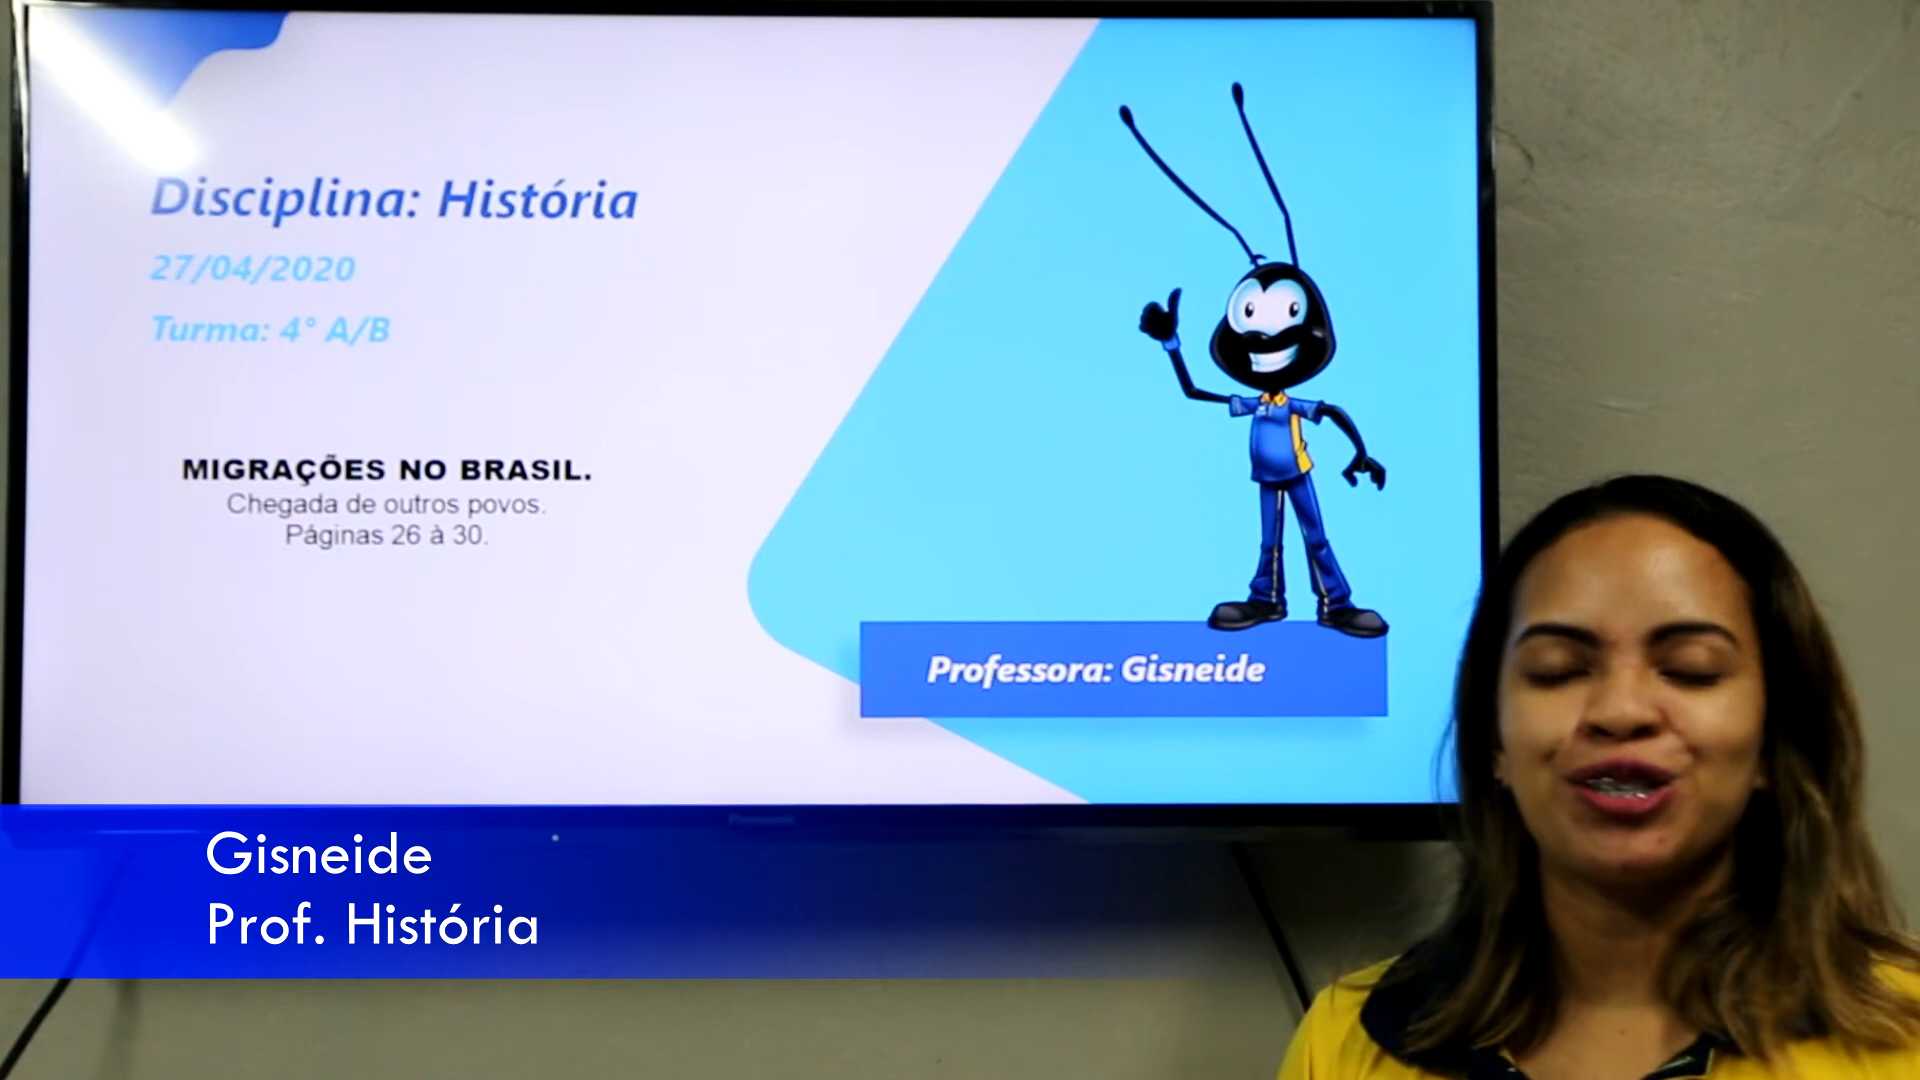 Disciplina: História
27/04/2020
Turma: 4° A/B
MIGRAÇÕES NO BRASIL.
Chegada de outros povos.
Páginas 26 à 30.
Professora: Gisneide
Panasonic
Gisneide
Prof. História